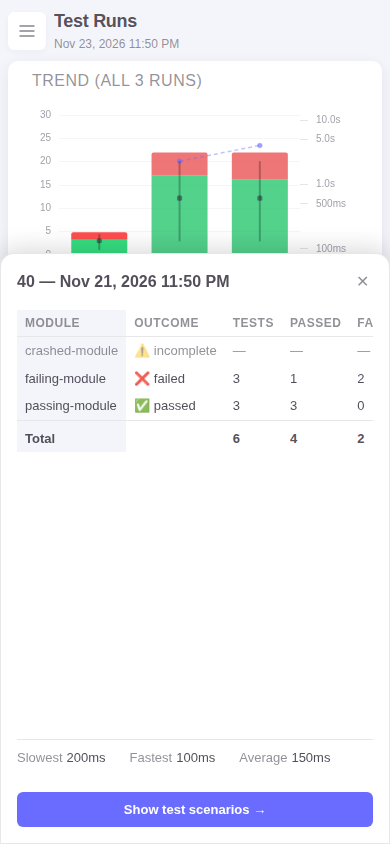 Test Runs
Nov 23, 2026 11:50 PM
TREND (ALL 3 RUNS)
30
25
20
15
10
5
0
10.0s
5.0s
1.0s
500ms
100ms
40 — Nov 21, 2026 11:50 PM ✕
MODULE OUTCOME TESTS PASSED FA
crashed-module ⚠️ incomplete — — —
failing-module ❌ failed 3 1 2
passing-module ✅ passed 3 3 0
Total 6 4 2
Slowest 200ms Fastest 100ms Average 150ms
Show test scenarios →